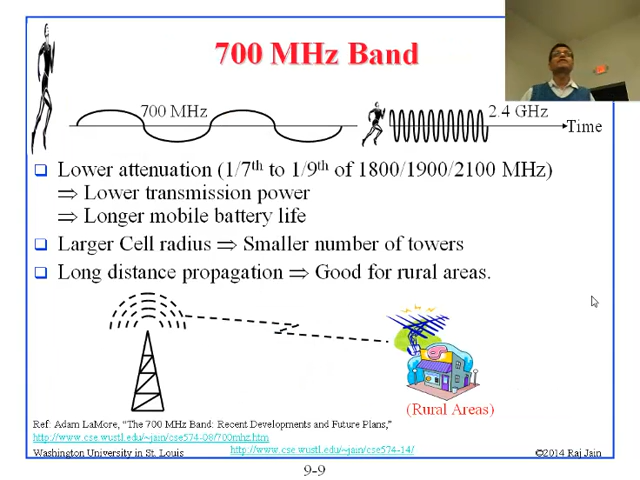 700 MHz Band
700 MHz
2.4 GHz
Time
Lower attenuation (1/7th to 1/9th of 1800/1900/2100 MHz)
⇒ Lower transmission power
⇒ Longer mobile battery life
Larger Cell radius ⇒ Smaller number of towers
Long distance propagation ⇒ Good for rural areas.
(Rural Areas)
Ref: Adam LaMore, “The 700 MHz Band: Recent Developments and Future Plans,”
http://www.cse.wustl.edu/~jain/cse574-08/700mhz.htm
Washington University in St. Louis
http://www.cse.wustl.edu/~jain/cse574-14/
©2014 Raj Jain
9-9